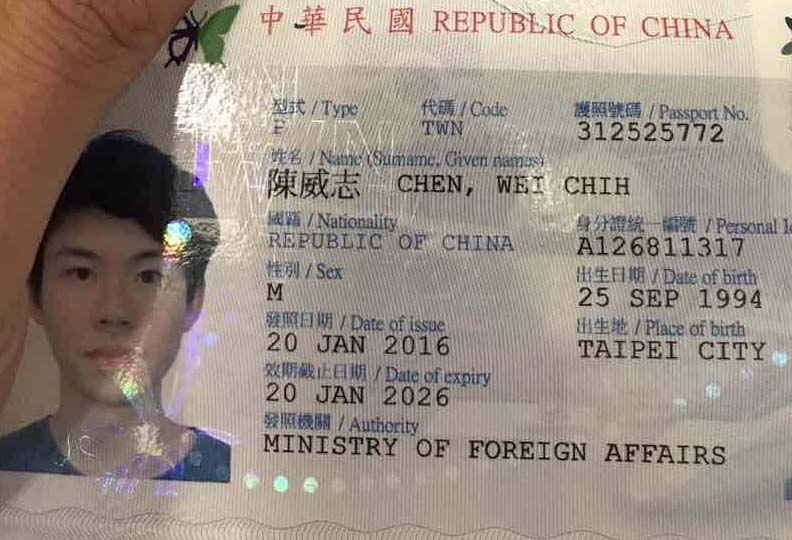 中華民國 REPUBLIC OF CHINA
型式 / Type 代碼 / Code 護照號碼 / Passport No.
TWN 312525772
姓名 / Name (Surname, Given names)
陳威志 CHEN, WEI CHIH
國籍 / Nationality 身分證統一編號 / Personal
REPUBLIC OF CHINA A126811317
性別 / Sex 出生日期 / Date of birth
M 25 SEP 1994
發照日期 / Date of issue 出生地 / Place of birth
20 JAN 2016 TAIPEI CITY
效期截止日期 / Date of expiry
20 JAN 2026
發照機關 / Authority
MINISTRY OF FOREIGN AFFAIRS